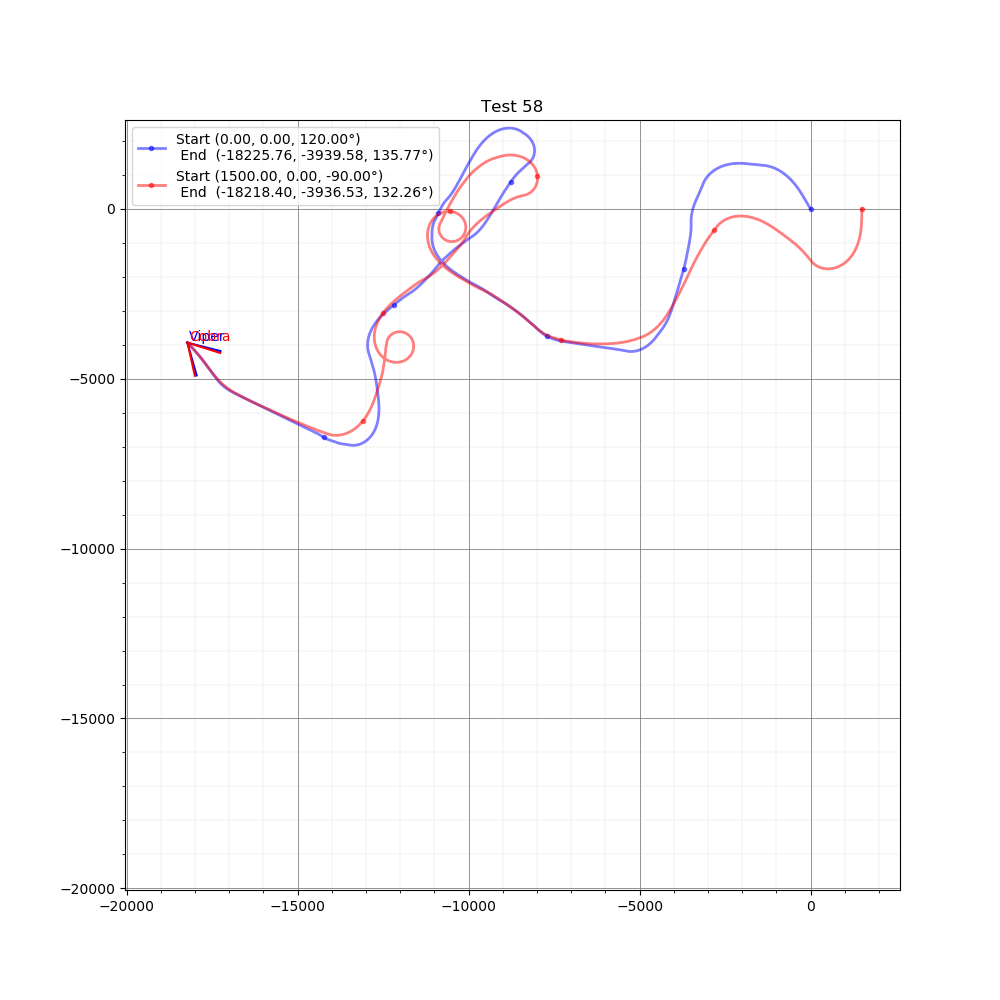 Test 58
Start (0.00, 0.00, 120.00°)
End  (-18225.76, -3939.58, 135.77°)
Start (1500.00, 0.00, -90.00°)
End  (-18218.40, -3936.53, 132.26°)
0
−5000
−10000
−15000
−20000
−20000
−15000
−10000
−5000
0